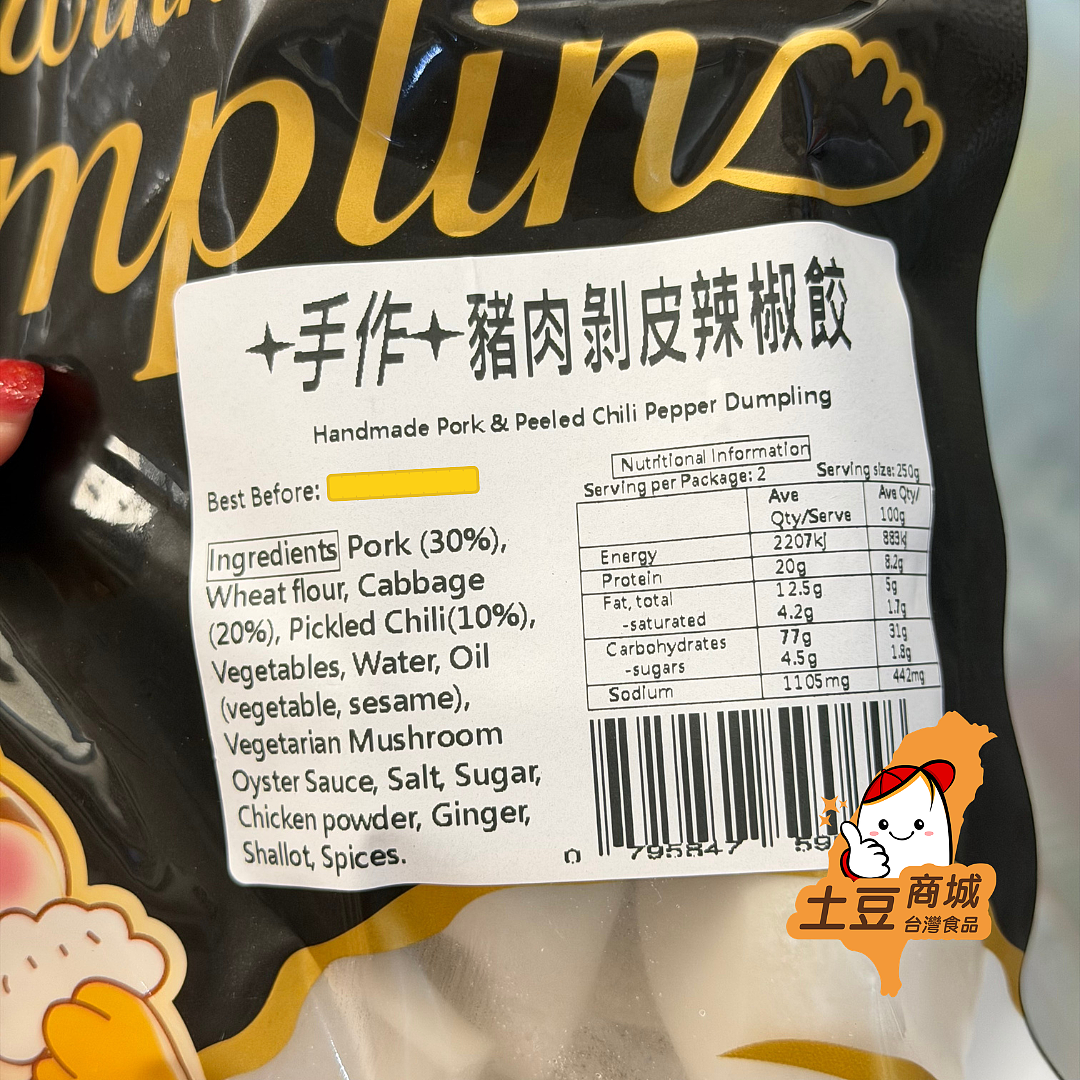 mplin
手作 豬肉剝皮辣椒餃
Handmade Pork & Peeled Chili Pepper Dumpling
Best Before:
Ingredients Pork (30%),
Wheat flour, Cabbage
(20%), Pickled Chili(10%),
Vegetables, Water, Oil
(vegetable, sesame),
Vegetarian Mushroom
Oyster Sauce, Salt, Sugar,
Chicken powder, Ginger,
Shallot, Spices.
Nutritional Information
Serving per Package: 2 Serving size: 250g
Ave Qty/Serve Ave Qty/100g
Energy 2207kj 883kj
Protein 20g 8.2g
Fat, total 12.5g 5g
-saturated 4.2g 1.7g
Carbohydrates 77g 31g
-sugars 4.5g 1.8g
Sodium 1105mg 442mg
0 795847 59
土豆商城
台灣食品